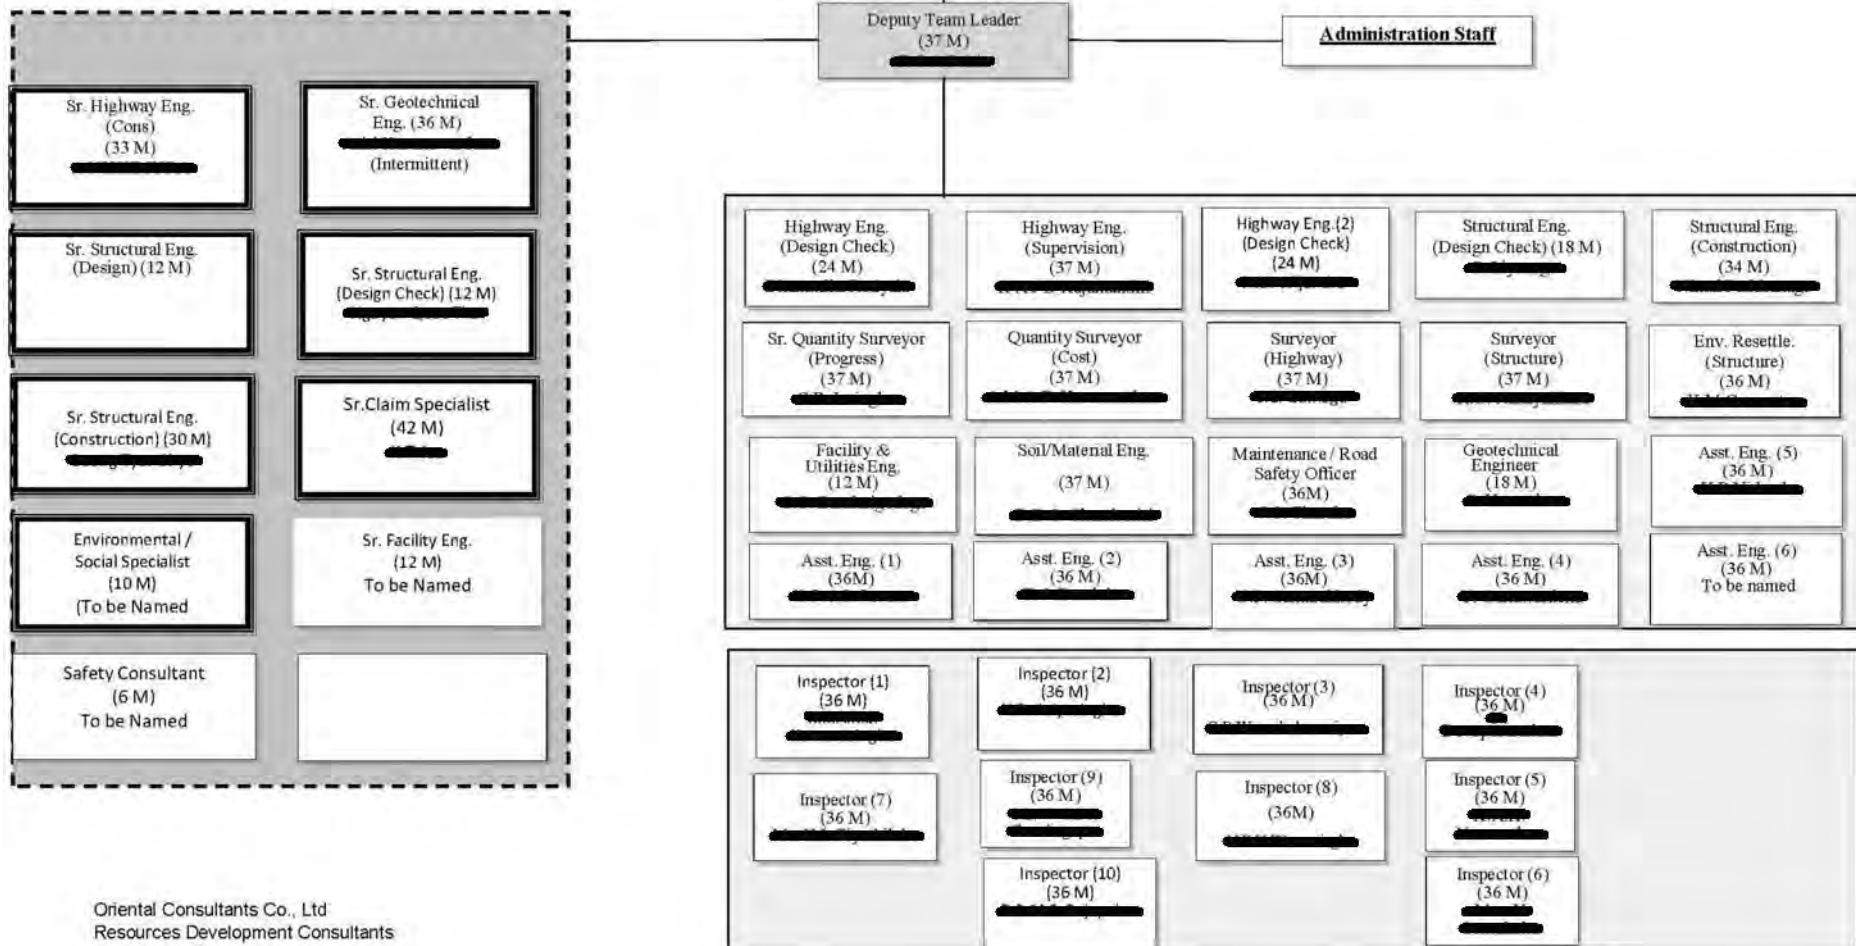 Deputy Team Leader
(37 M)
Administration Staff
Sr. Highway Eng.
(Cons)
(33 M)
Sr. Geotechnical
Eng. (36 M)
(Intermittent)
Sr. Structural Eng.
(Design) (12 M)
Sr. Structural Eng.
(Design Check) (12 M)
Sr. Structural Eng.
(Construction) (30 M)
Sr.Claim Specialist
(42 M)
Environmental /
Social Specialist
(10 M)
(To be Named
Sr. Facility Eng.
(12 M)
To be Named
Safety Consultant
(6 M)
To be Named
Highway Eng.
(Design Check)
(24 M)
Highway Eng.
(Supervision)
(37 M)
Highway Eng.(2)
(Design Check)
(24 M)
Structural Eng.
(Design Check) (18 M)
Structural Eng.
(Construction)
(34 M)
Sr. Quantity Surveyor
(Progress)
(37 M)
Quantity Surveyor
(Cost)
(37 M)
Surveyor
(Highway)
(37 M)
Surveyor
(Structure)
(37 M)
Env. Resettle.
(Structure)
(36 M)
Facility &
Utilities Eng.
(12 M)
Soil/Material Eng.
(37 M)
Maintenance / Road
Safety Officer
(36M)
Geotechnical
Engineer
(18 M)
Asst. Eng. (5)
(36 M)
Asst. Eng. (1)
(36M)
Asst. Eng. (2)
(36 M)
Asst. Eng. (3)
(36M)
Asst. Eng. (4)
(36 M)
Asst. Eng. (6)
(36 M)
To be named
Inspector (1)
(36 M)
Inspector (2)
(36 M)
Inspector (3)
(36M)
Inspector (4)
(36 M)
Inspector (7)
(36 M)
Inspector (9)
(36 M)
Inspector (8)
(36M)
Inspector (5)
(36 M)
Inspector (10)
(36 M)
Inspector (6)
(36 M)
Oriental Consultants Co., Ltd
Resources Development Consultants